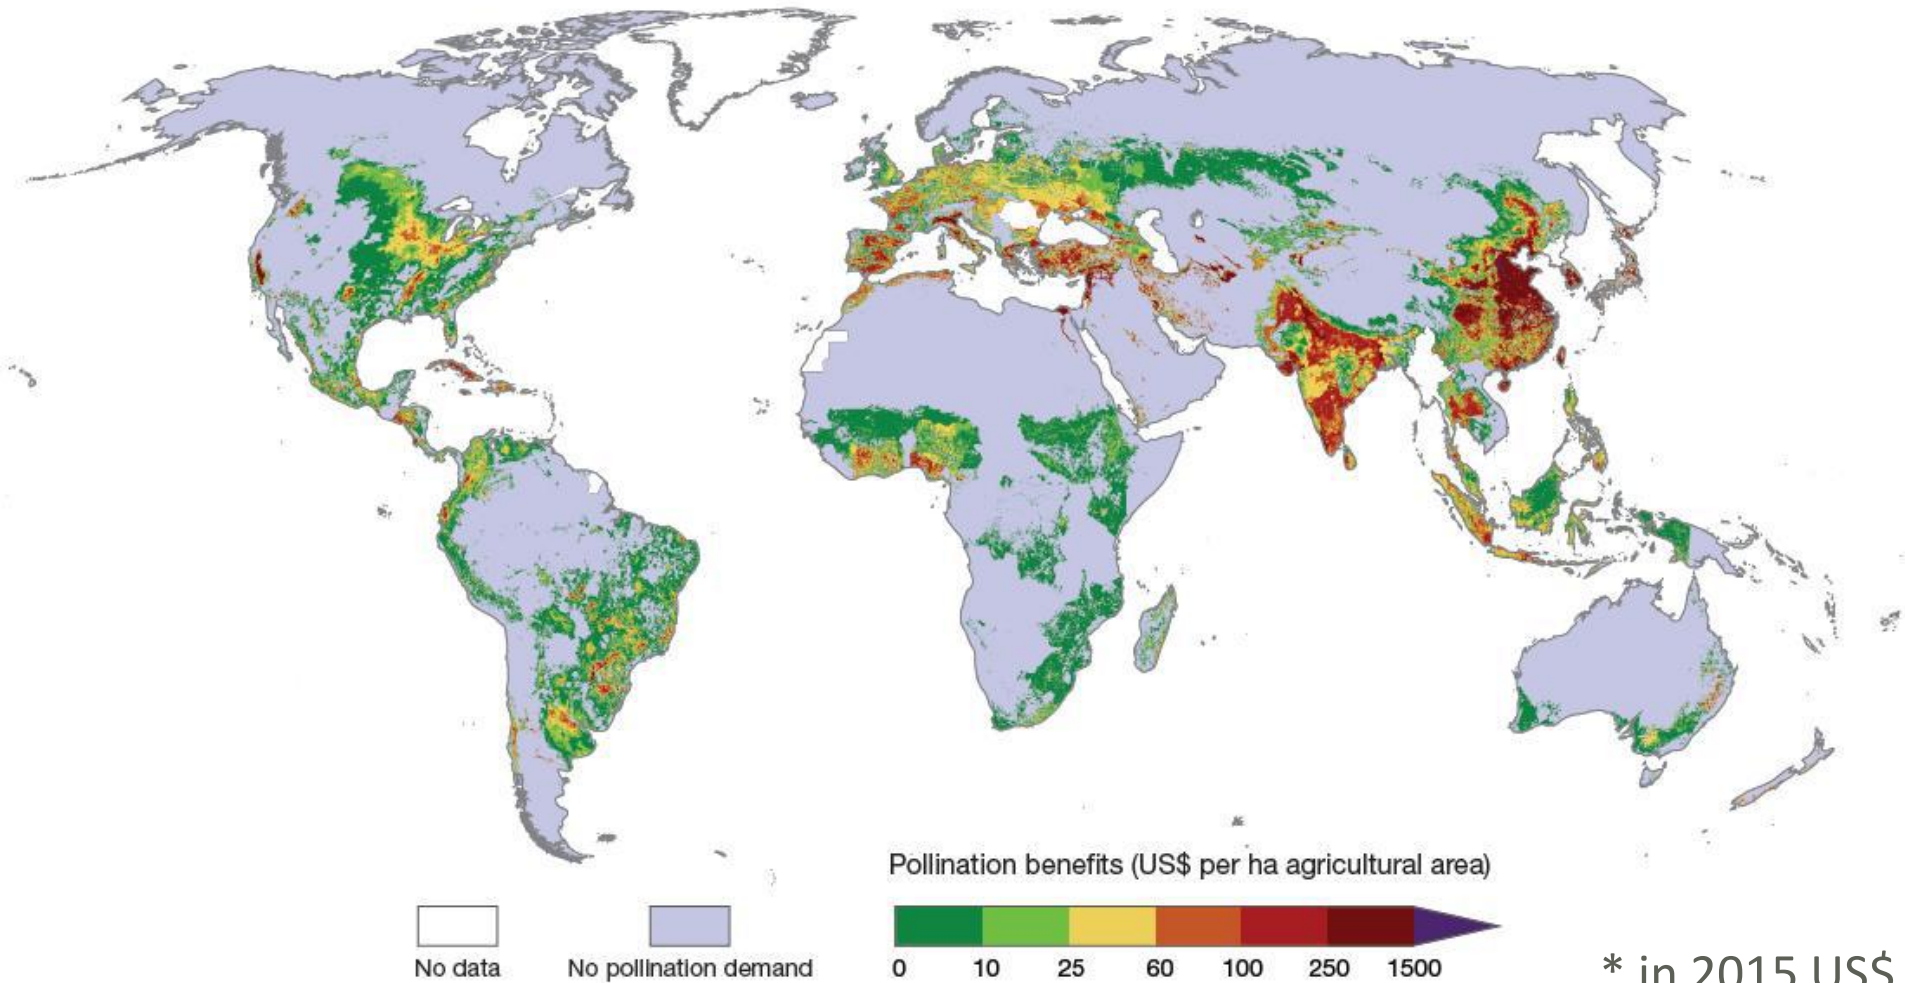 Pollination benefits (US$ per ha agricultural area)
No data
No pollination demand
0 10 25 60 100 250 1500
* in 2015 US$